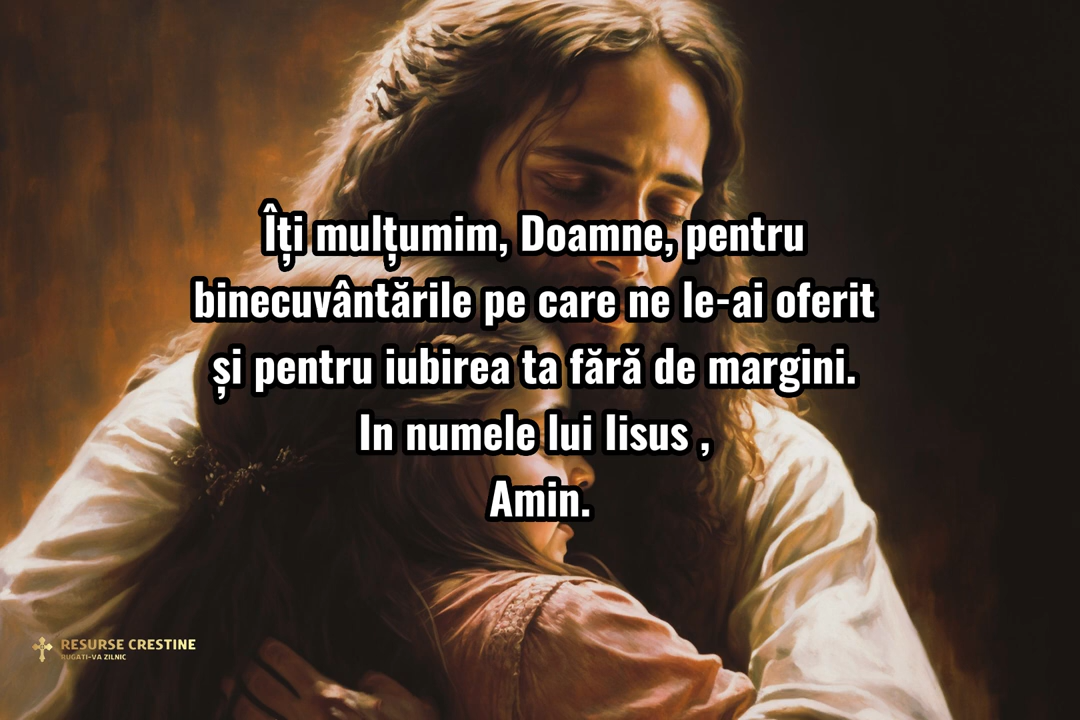 Îți mulțumim, Doamne, pentru
binecuvântările pe care ne le-ai oferit
și pentru iubirea ta fără de margini.
In numele lui Iisus ,
Amin.
RESURSE CRESTINE
RUGATI-VA ZILNIC